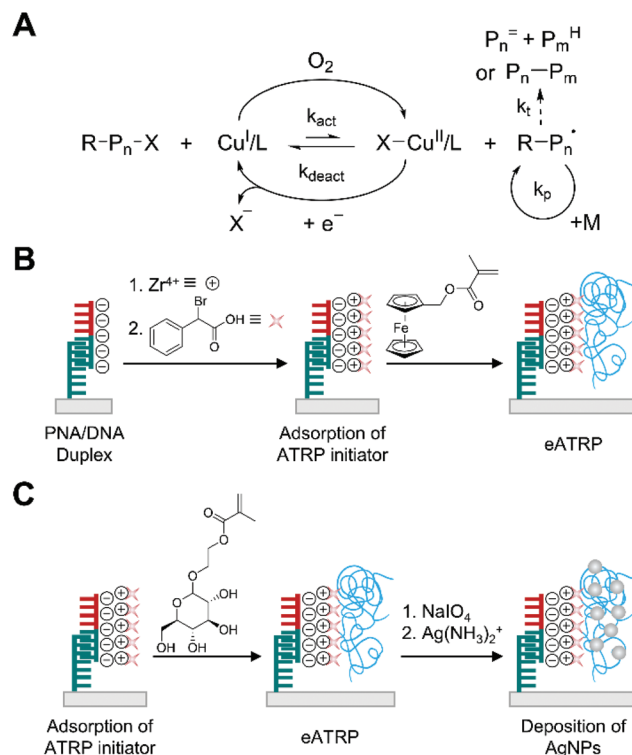 A
O₂
Pₙ⁼ + Pₘᴴ
or Pₙ─Pₘ
kₜ
R─Pₙ─X + Cuᴵ/L
k_act
k_deact
X─Cuᴵᴵ/L + R─Pₙ•
X⁻ + e⁻
kₚ
+M
B
1. Zr⁴⁺ ≡ ⊕
2. Br
OH ≡
O
O
O
Fe
PNA/DNA
Duplex
Adsorption of
ATRP initiator
eATRP
C
O
O
O
O
OH
OH
OH
OH
1. NaIO₄
2. Ag(NH₃)₂⁺
Adsorption of
ATRP initiator
eATRP
Deposition of
AgNPs